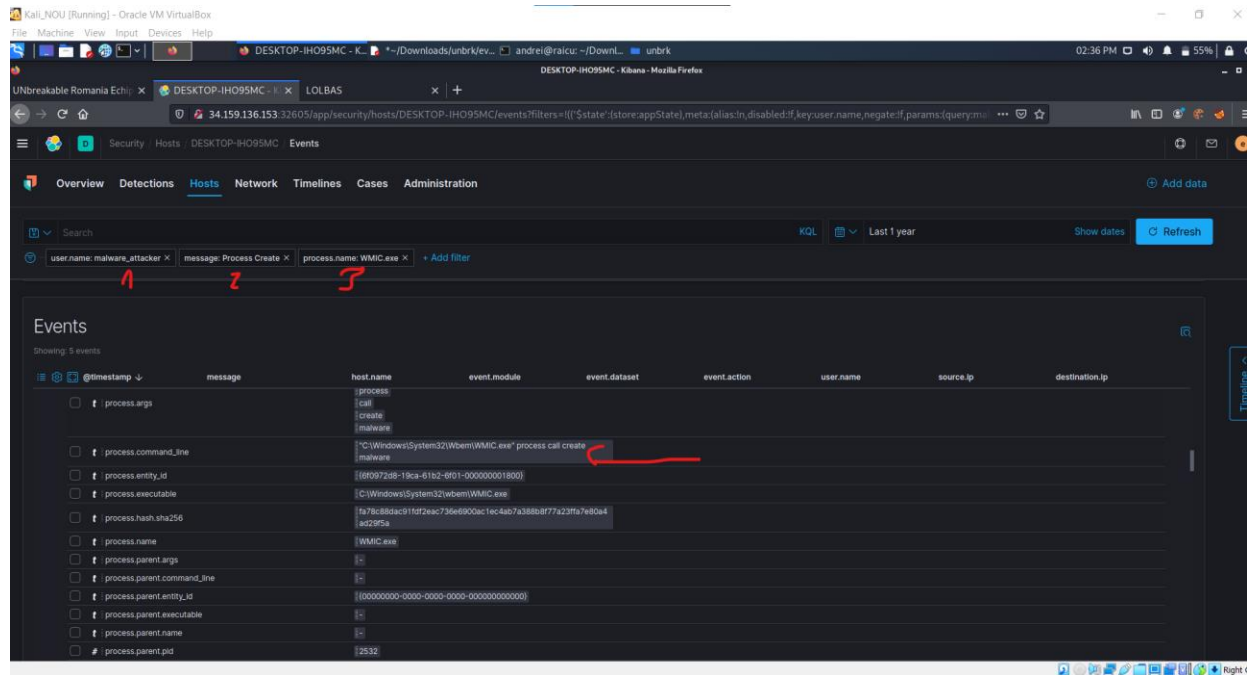 Kali_NOU [Running] - Oracle VM VirtualBox
File Machine View Input Devices Help
DESKTOP-IHO95MC - K... *~/Downloads/unbrk/ev... andrei@raicu: ~/Downl... unbrk 02:36 PM 55%
DESKTOP-IHO95MC - Kibana - Mozilla Firefox
UNbreakable Romania Echip DESKTOP-IHO95MC - K LOLBAS
34.159.136.153:32605/app/security/hosts/DESKTOP-IHO95MC/events?filters=!(('$state':(store:appState),meta:(alias:!n,disabled:!f,key:user.name,negate:!f,params:(query:mal
D Security / Hosts / DESKTOP-IHO95MC / Events
Overview Detections Hosts Network Timelines Cases Administration Add data
Search KQL Last 1 year Show dates Refresh
user.name: malware_attacker × message: Process Create × process.name: WMIC.exe × + Add filter
1 2 3
Events
Showing: 5 events
@timestamp message host.name event.module event.dataset event.action user.name source.ip destination.ip
Timeline
process
t process.args call
create
malware
t process.command_line "C:\Windows\System32\Wbem\WMIC.exe" process call create
malware
t process.entity_id {6f0972d8-19ca-61b2-6f01-000000001800}
t process.executable C:\Windows\System32\wbem\WMIC.exe
t process.hash.sha256 fa78c88dac91fdf2eac736e6900ac1ec4ab7a388b8f77a23ffa7e80a4
ad29f5a
t process.name WMIC.exe
t process.parent.args -
t process.parent.command_line -
t process.parent.entity_id {00000000-0000-0000-0000-000000000000}
t process.parent.executable -
t process.parent.name -
# process.parent.pid 2532
Right